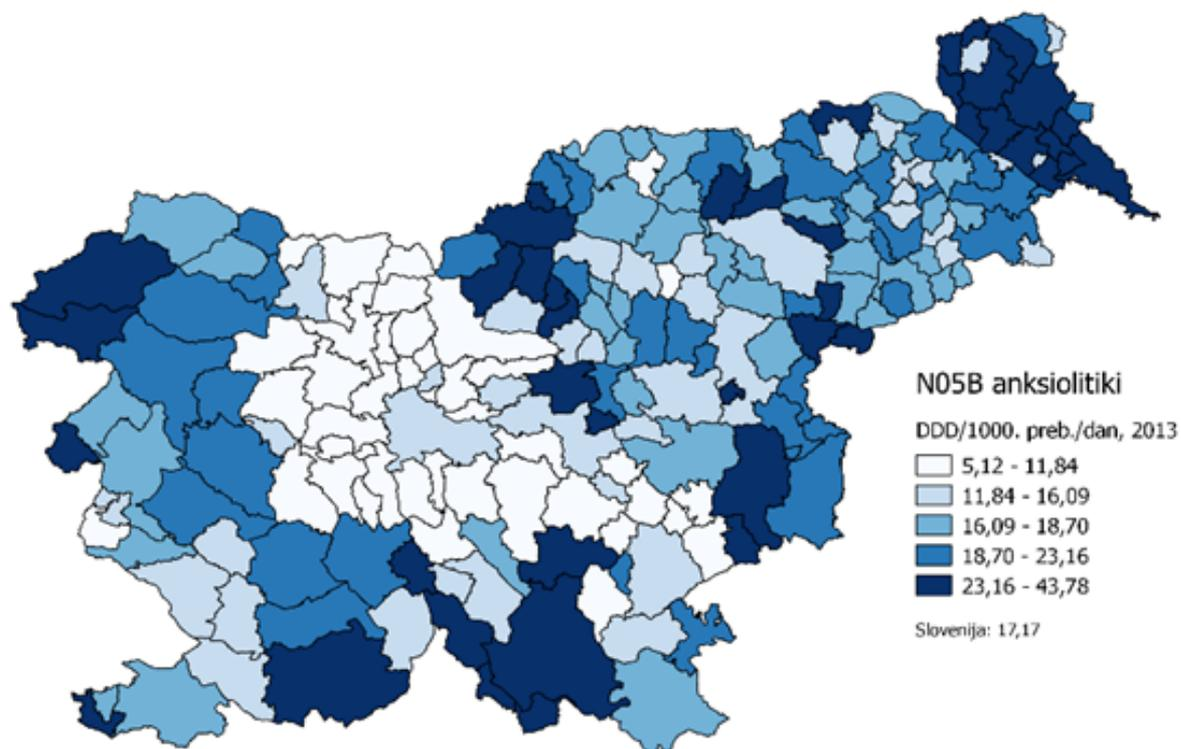 N05B anksiolitiki
DDD/1000. preb./dan, 2013
5,12 - 11,84
11,84 - 16,09
16,09 - 18,70
18,70 - 23,16
23,16 - 43,78
Slovenija: 17,17